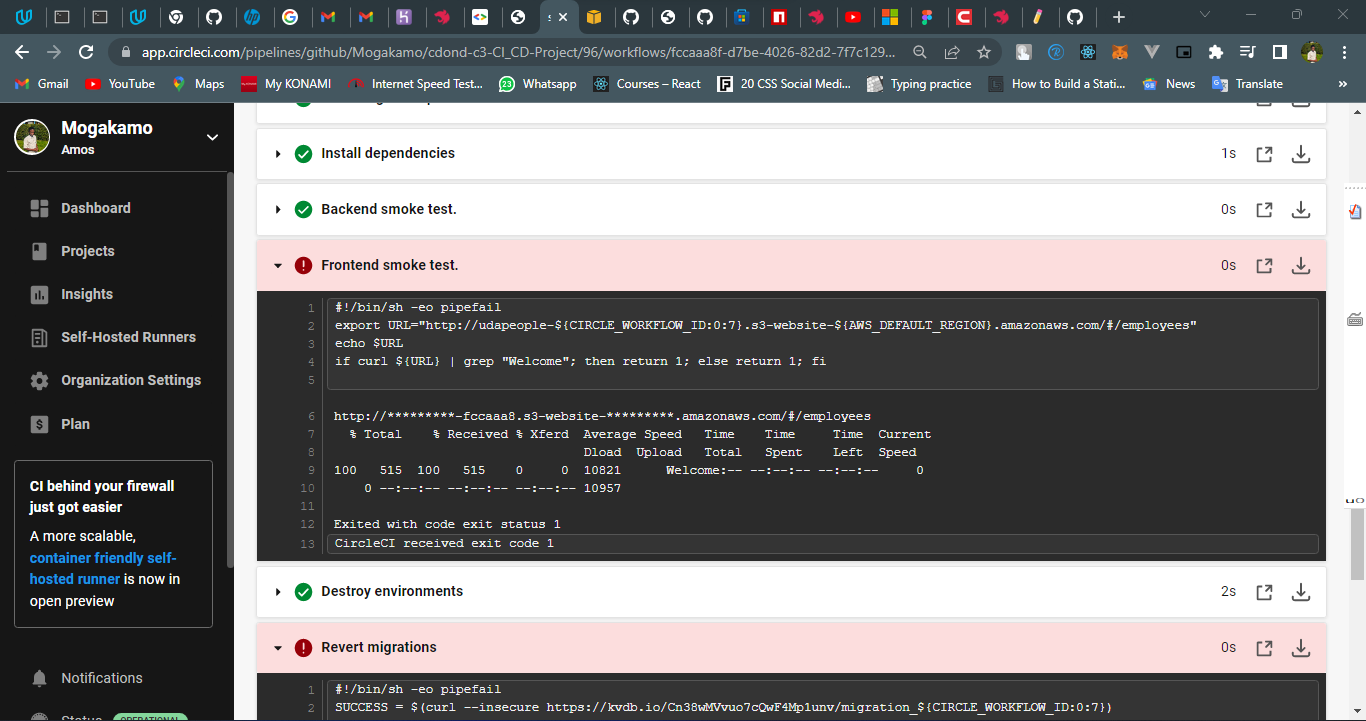 app.circleci.com/pipelines/github/Mogakamo/cdond-c3-CI_CD-Project/96/workflows/fccaaa8f-d7be-4026-82d2-7f7c129...
Gmail YouTube Maps My KONAMI Internet Speed Test... Whatsapp Courses – React 20 CSS Social Medi... Typing practice How to Build a Stati... News Translate »
Mogakamo
Amos
Dashboard
Projects
Insights
Self-Hosted Runners
Organization Settings
Plan
CI behind your firewall
just got easier
A more scalable,
container friendly self-
hosted runner is now in
open preview
Notifications
Status OPERATIONAL
Install dependencies 1s
Backend smoke test. 0s
Frontend smoke test. 0s
1 #!/bin/sh -eo pipefail
2 export URL="http://udapeople-${CIRCLE_WORKFLOW_ID:0:7}.s3-website-${AWS_DEFAULT_REGION}.amazonaws.com/#/employees"
3 echo $URL
4 if curl ${URL} | grep "Welcome"; then return 1; else return 1; fi
5
6 http://*********-fccaaa8.s3-website-*********.amazonaws.com/#/employees
7 % Total % Received % Xferd Average Speed Time Time Time Current
8 Dload Upload Total Spent Left Speed
9 100 515 100 515 0 0 10821 Welcome:-- --:--:-- --:--:-- 0
10 0 --:--:-- --:--:-- --:--:-- 10957
11
12 Exited with code exit status 1
13 CircleCI received exit code 1
Destroy environments 2s
Revert migrations 0s
1 #!/bin/sh -eo pipefail
2 SUCCESS = $(curl --insecure https://kvdb.io/Cn38wMVvuo7cQwF4Mp1unv/migration_${CIRCLE_WORKFLOW_ID:0:7})